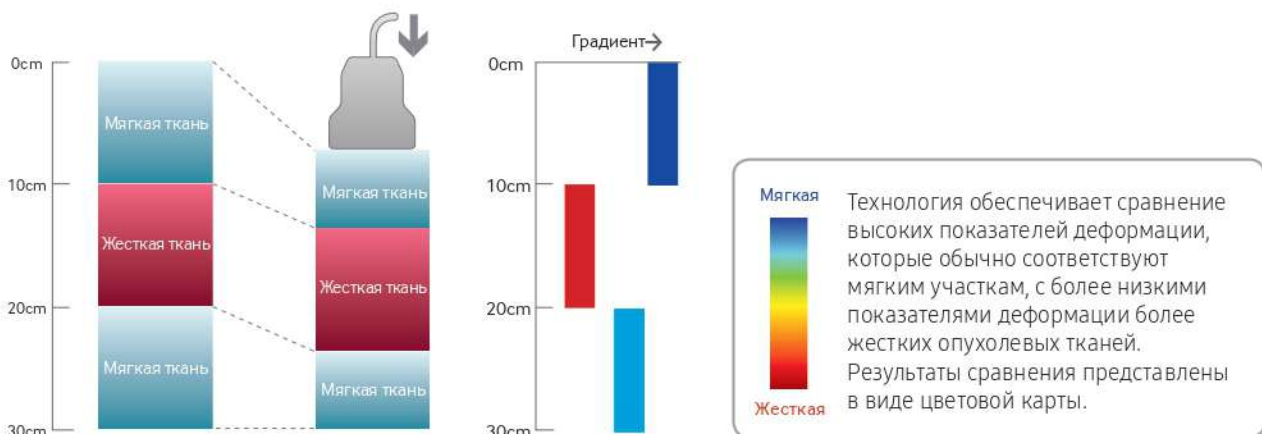 Градиент→
0cm
10cm
20cm
30cm
Мягкая ткань
Жесткая ткань
Мягкая ткань
Мягкая ткань
Жесткая ткань
Мягкая ткань
0cm
10cm
20cm
30cm
Мягкая
Жесткая
Технология обеспечивает сравнение
высоких показателей деформации,
которые обычно соответствуют
мягким участкам, с более низкими
показателями деформации более
жестких опухолевых тканей.
Результаты сравнения представлены
в виде цветовой карты.